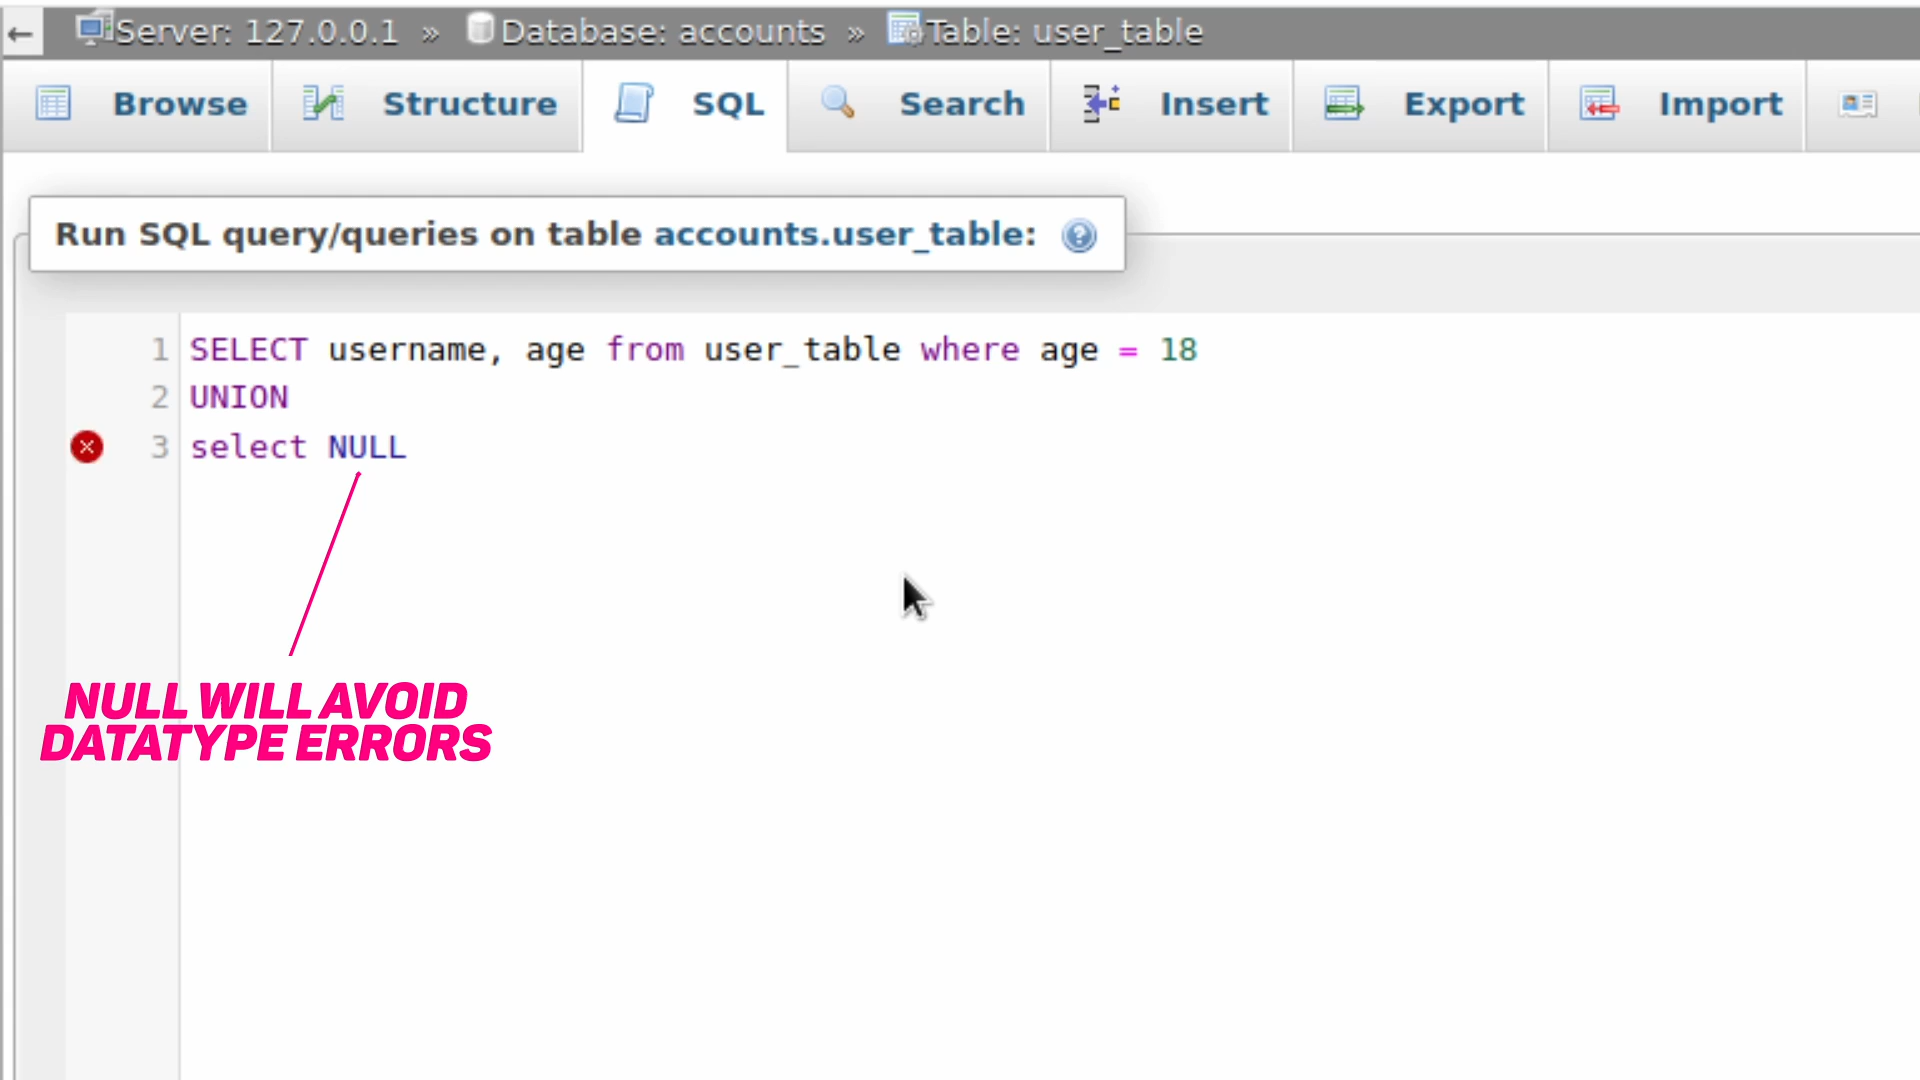 Server: 127.0.0.1 » Database: accounts » Table: user_table
Browse Structure SQL Search Insert Export Import
Run SQL query/queries on table accounts.user_table:
1 SELECT username, age from user_table where age = 18
2 UNION
3 select NULL
NULL WILL AVOID
DATATYPE ERRORS